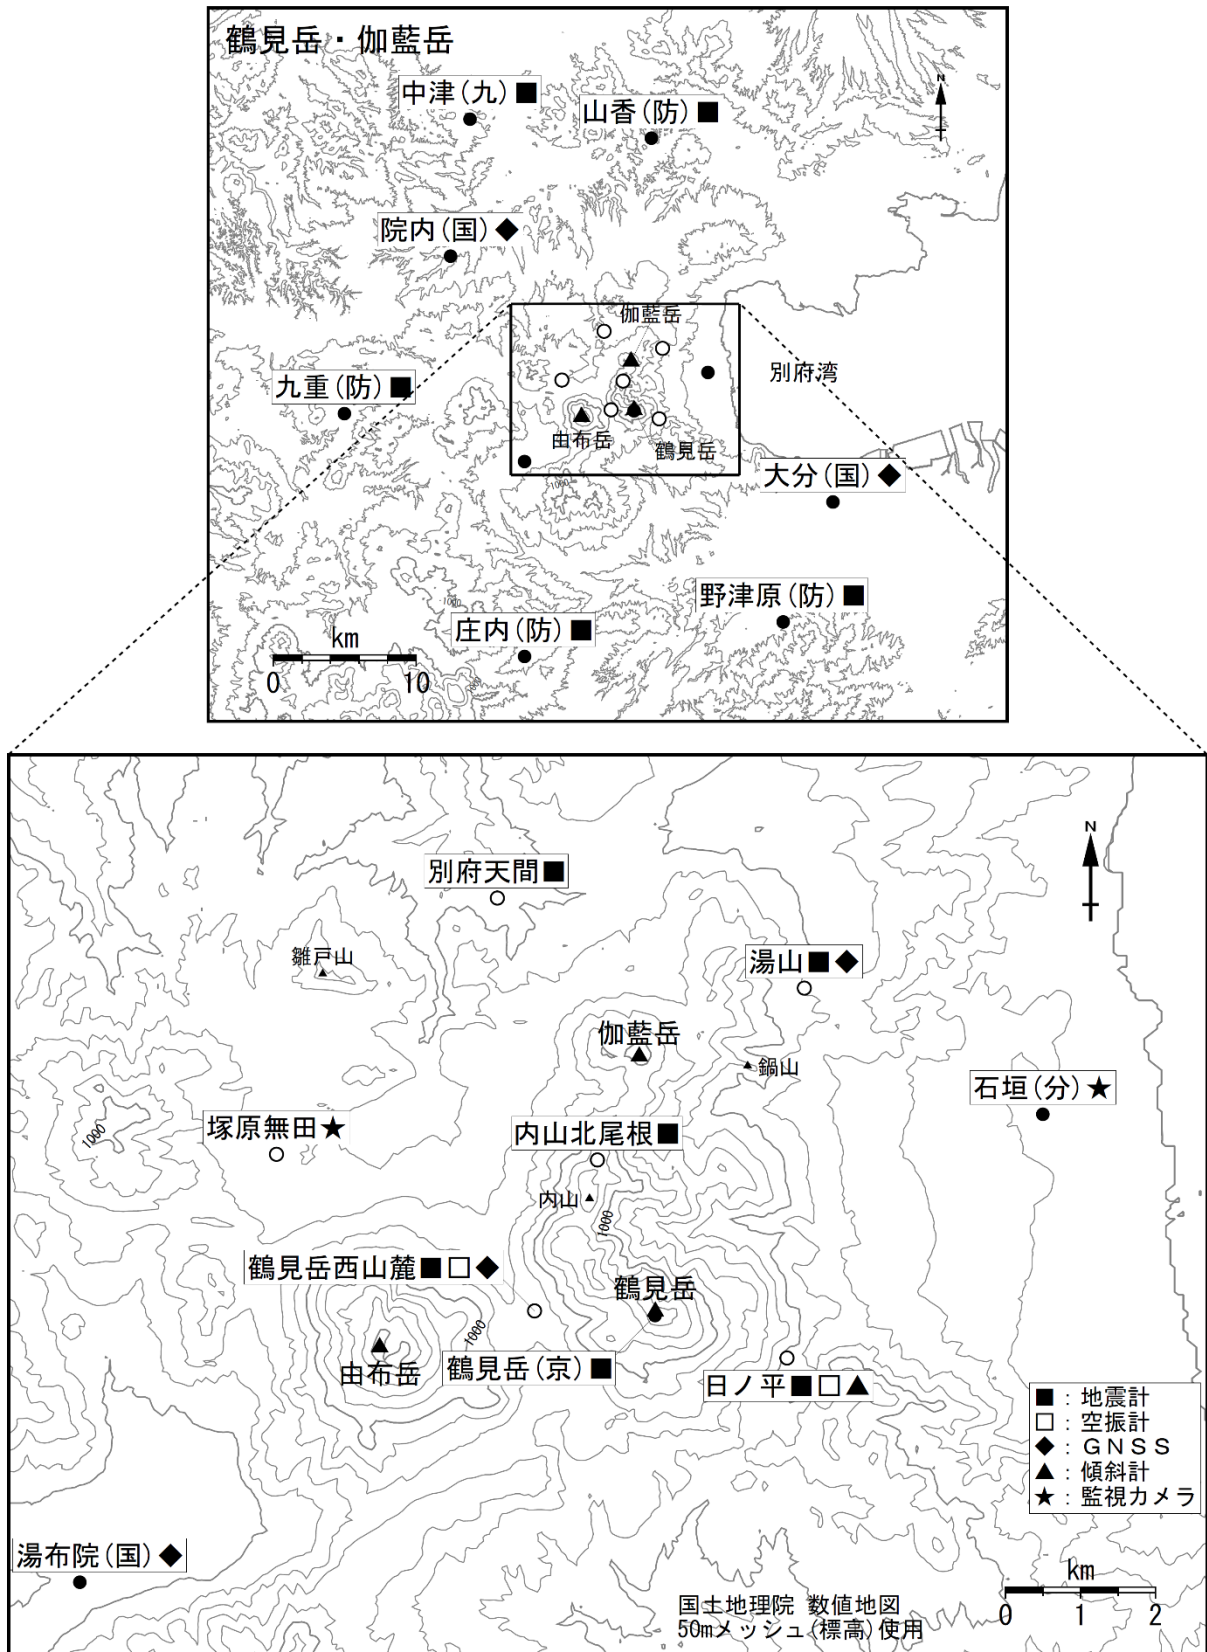 鶴見岳・伽藍岳
中津(九)■
山香(防)■
N
院内(国)◆
伽藍岳
別府湾
九重(防)■
由布岳
鶴見岳
1000
大分(国)◆
1000
野津原(防)■
庄内(防)■
km
0 10
1000
N
別府天間■
雛戸山
湯山■◆
伽藍岳
鍋山
石垣(分)★
1000
塚原無田★
内山北尾根■
内山
1000
鶴見岳西山麓■□◆
鶴見岳
1000
由布岳
鶴見岳(京)■
日ノ平■□▲
■:地震計
□:空振計
◆:GNSS
▲:傾斜計
★:監視カメラ
湯布院(国)◆
km
0 1 2
国土地理院 数値地図
50mメッシュ(標高)使用